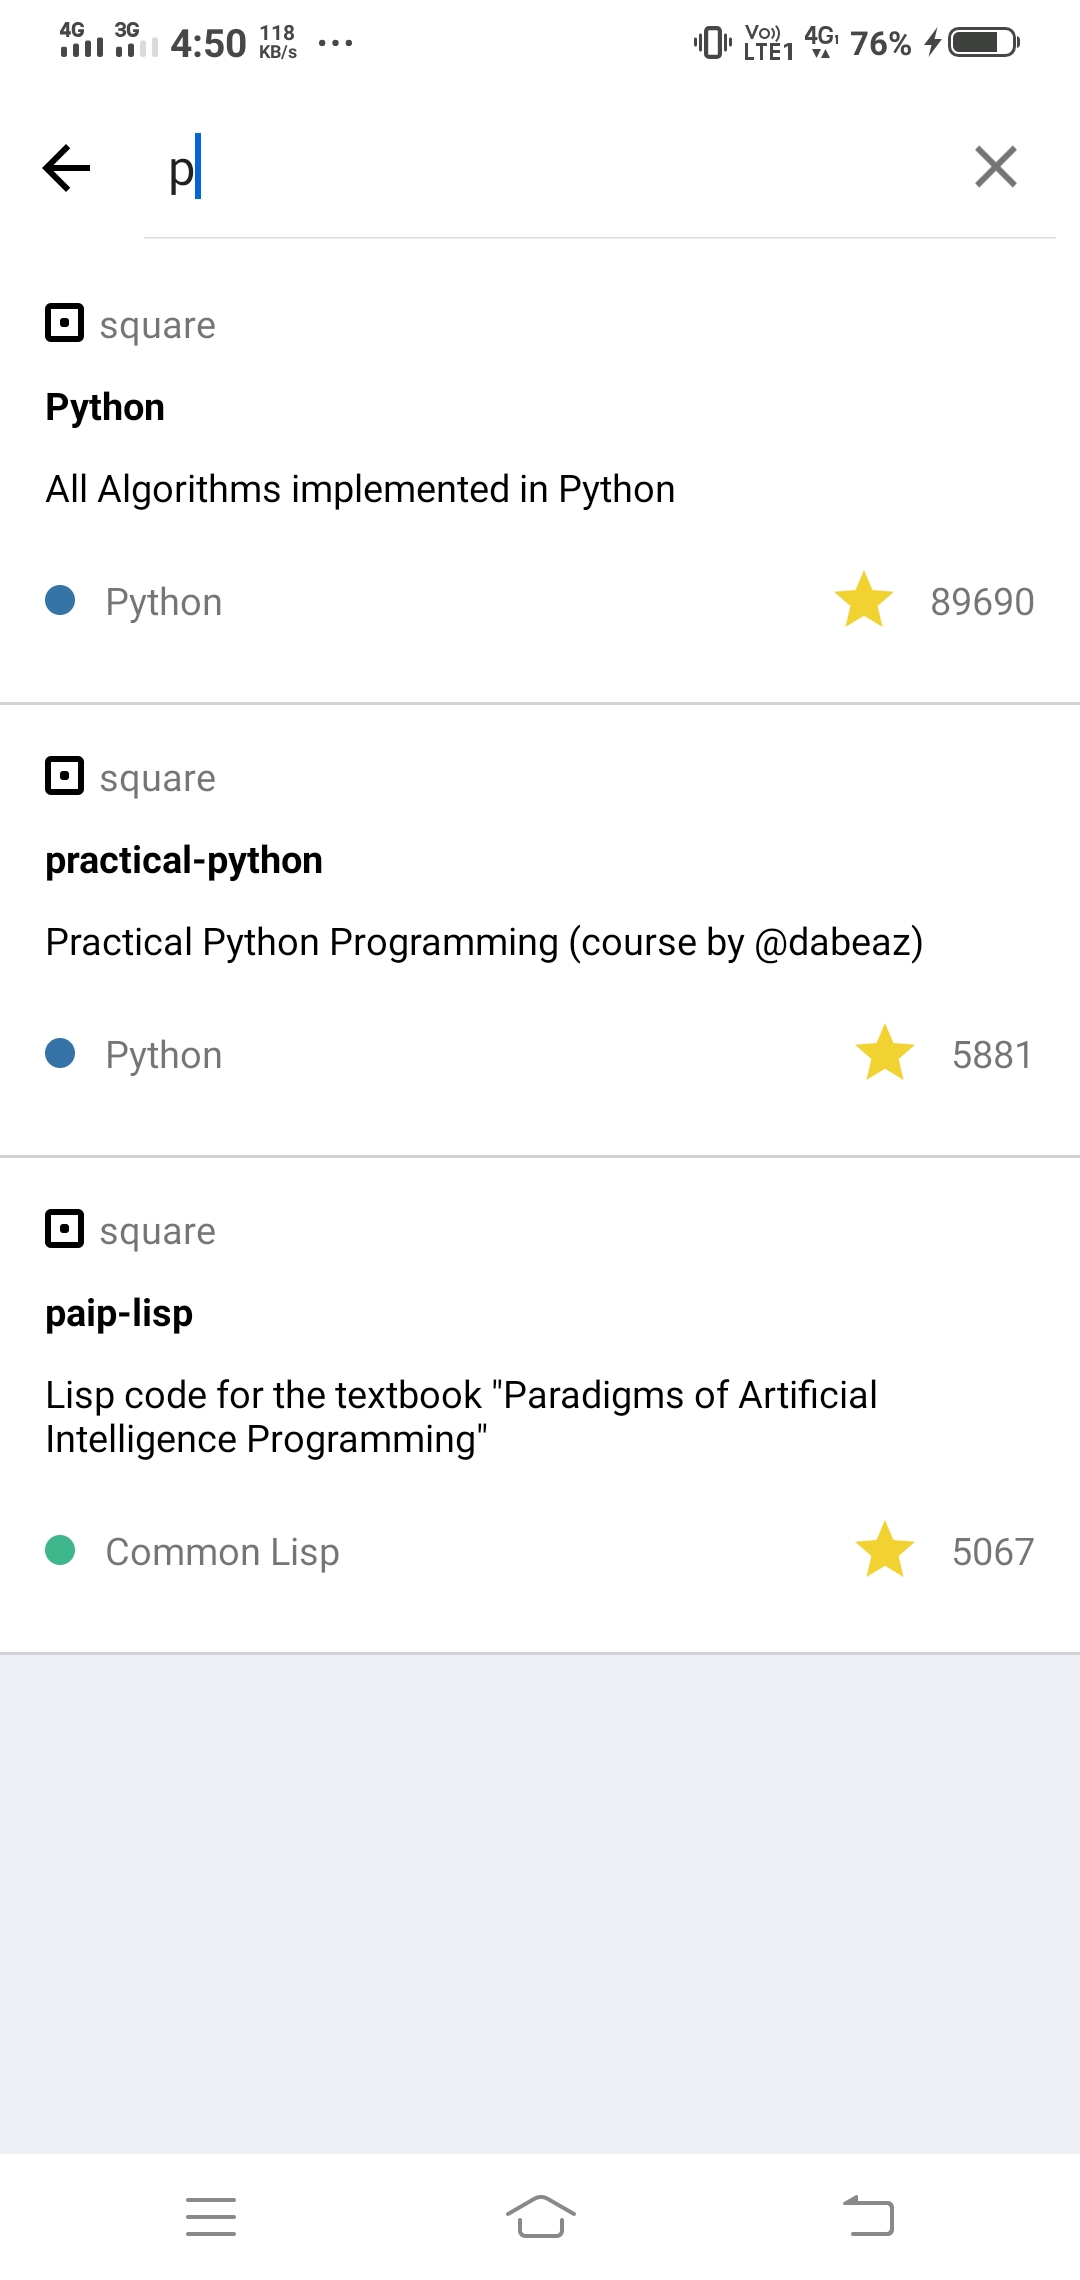 4G 3G 4:50 118 KB/s ... Vo)) LTE1 4G1 76%
p
square
Python
All Algorithms implemented in Python
Python 89690
square
practical-python
Practical Python Programming (course by @dabeaz)
Python 5881
square
paip-lisp
Lisp code for the textbook "Paradigms of Artificial
Intelligence Programming"
Common Lisp 5067